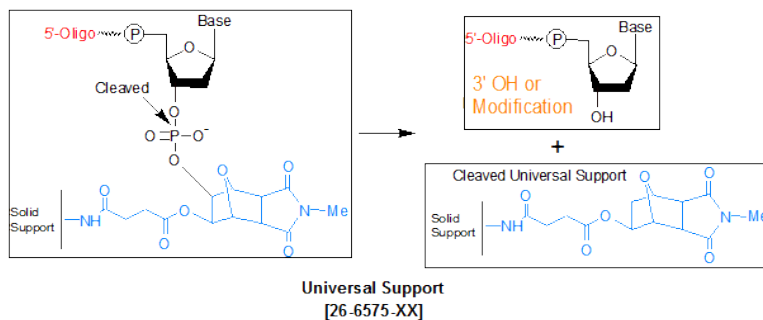 5'-Oligo
P
Base
O
Cleaved
O
O=P-O⁻
O
O
O
O
N-Me
O
O
O
Solid
Support
NH
O
5'-Oligo
P
Base
O
3' OH or
Modification
OH
+
Cleaved Universal Support
O
O
N-Me
O
O
O
O
Solid
Support
NH
Universal Support
[26-6575-XX]